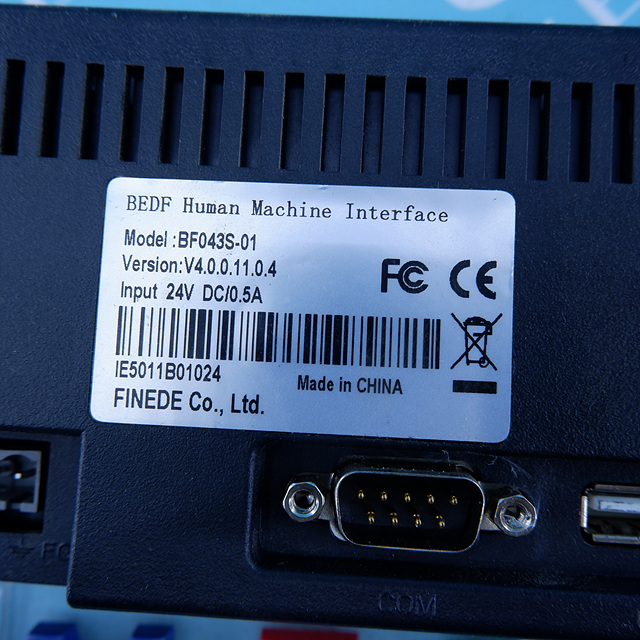 BEDF Human Machine Interface
Model :BF043S-01
Version:V4.0.0.11.0.4
Input 24V DC/0.5A
FC CE
IE5011B01024
Made in CHINA
FINEDE Co., Ltd.
FG
COM